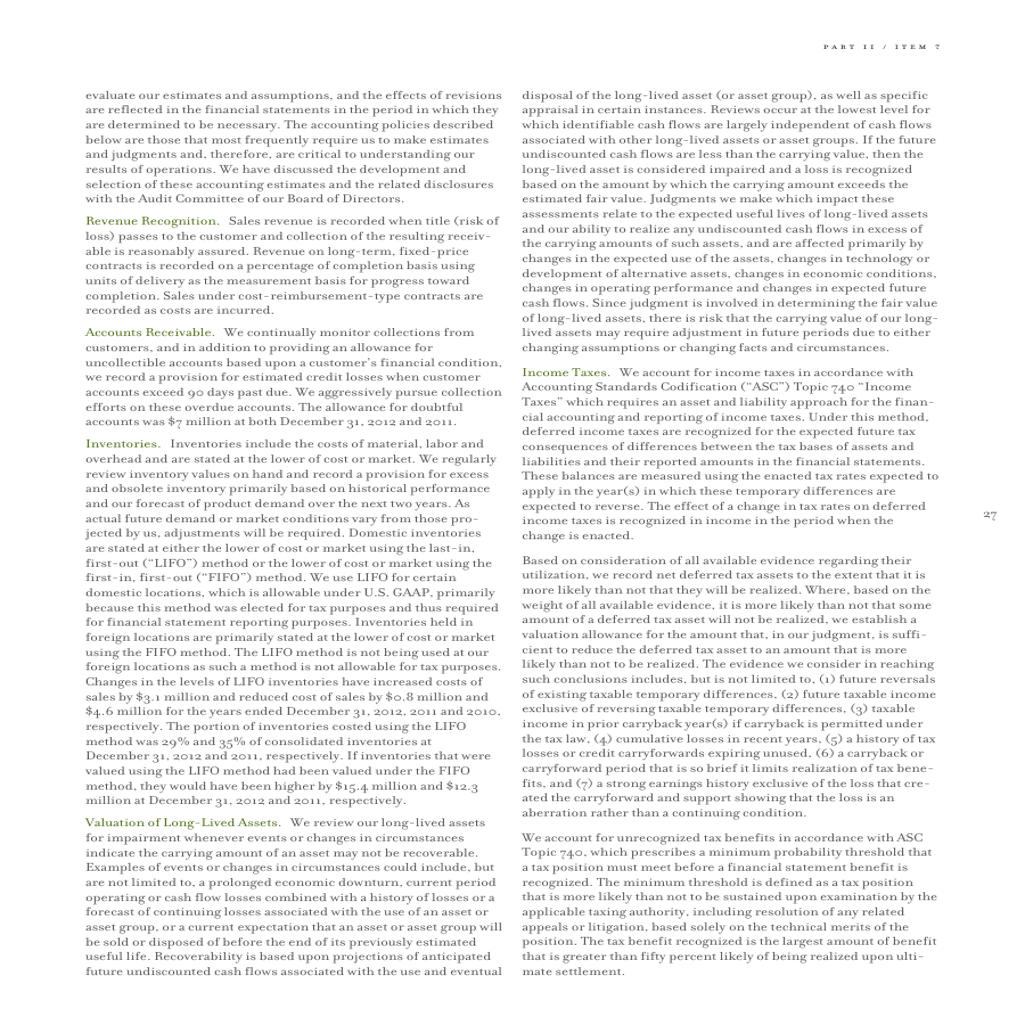 PART II / ITEM 7
evaluate our estimates and assumptions, and the effects of revisions
are reflected in the financial statements in the period in which they
are determined to be necessary. The accounting policies described
below are those that most frequently require us to make estimates
and judgments and, therefore, are critical to understanding our
results of operations. We have discussed the development and
selection of these accounting estimates and the related disclosures
with the Audit Committee of our Board of Directors.
Revenue Recognition. Sales revenue is recorded when title (risk of
loss) passes to the customer and collection of the resulting receiv-
able is reasonably assured. Revenue on long-term, fixed-price
contracts is recorded on a percentage of completion basis using
units of delivery as the measurement basis for progress toward
completion. Sales under cost-reimbursement-type contracts are
recorded as costs are incurred.
Accounts Receivable. We continually monitor collections from
customers, and in addition to providing an allowance for
uncollectible accounts based upon a customer's financial condition,
we record a provision for estimated credit losses when customer
accounts exceed 90 days past due. We aggressively pursue collection
efforts on these overdue accounts. The allowance for doubtful
accounts was $7 million at both December 31, 2012 and 2011.
Inventories. Inventories include the costs of material, labor and
overhead and are stated at the lower of cost or market. We regularly
review inventory values on hand and record a provision for excess
and obsolete inventory primarily based on historical performance
and our forecast of product demand over the next two years. As
actual future demand or market conditions vary from those pro-
jected by us, adjustments will be required. Domestic inventories
are stated at either the lower of cost or market using the last-in,
first-out ("LIFO") method or the lower of cost or market using the
first-in, first-out ("FIFO") method. We use LIFO for certain
domestic locations, which is allowable under U.S. GAAP, primarily
because this method was elected for tax purposes and thus required
for financial statement reporting purposes. Inventories held in
foreign locations are primarily stated at the lower of cost or market
using the FIFO method. The LIFO method is not being used at our
foreign locations as such a method is not allowable for tax purposes.
Changes in the levels of LIFO inventories have increased costs of
sales by $3.1 million and reduced cost of sales by $0.8 million and
$4.6 million for the years ended December 31, 2012, 2011 and 2010,
respectively. The portion of inventories costed using the LIFO
method was 29% and 35% of consolidated inventories at
December 31, 2012 and 2011, respectively. If inventories that were
valued using the LIFO method had been valued under the FIFO
method, they would have been higher by $15.4 million and $12.3
million at December 31, 2012 and 2011, respectively.
Valuation of Long-Lived Assets. We review our long-lived assets
for impairment whenever events or changes in circumstances
indicate the carrying amount of an asset may not be recoverable.
Examples of events or changes in circumstances could include, but
are not limited to, a prolonged economic downturn, current period
operating or cash flow losses combined with a history of losses or a
forecast of continuing losses associated with the use of an asset or
asset group, or a current expectation that an asset or asset group will
be sold or disposed of before the end of its previously estimated
useful life. Recoverability is based upon projections of anticipated
future undiscounted cash flows associated with the use and eventual
disposal of the long-lived asset (or asset group), as well as specific
appraisal in certain instances. Reviews occur at the lowest level for
which identifiable cash flows are largely independent of cash flows
associated with other long-lived assets or asset groups. If the future
undiscounted cash flows are less than the carrying value, then the
long-lived asset is considered impaired and a loss is recognized
based on the amount by which the carrying amount exceeds the
estimated fair value. Judgments we make which impact these
assessments relate to the expected useful lives of long-lived assets
and our ability to realize any undiscounted cash flows in excess of
the carrying amounts of such assets, and are affected primarily by
changes in the expected use of the assets, changes in technology or
development of alternative assets, changes in economic conditions,
changes in operating performance and changes in expected future
cash flows. Since judgment is involved in determining the fair value
of long-lived assets, there is risk that the carrying value of our long-
lived assets may require adjustment in future periods due to either
changing assumptions or changing facts and circumstances.
Income Taxes. We account for income taxes in accordance with
Accounting Standards Codification ("ASC") Topic 740 "Income
Taxes" which requires an asset and liability approach for the finan-
cial accounting and reporting of income taxes. Under this method,
deferred income taxes are recognized for the expected future tax
consequences of differences between the tax bases of assets and
liabilities and their reported amounts in the financial statements.
These balances are measured using the enacted tax rates expected to
apply in the year(s) in which these temporary differences are
expected to reverse. The effect of a change in tax rates on deferred
income taxes is recognized in income in the period when the
change is enacted.
Based on consideration of all available evidence regarding their
utilization, we record net deferred tax assets to the extent that it is
more likely than not that they will be realized. Where, based on the
weight of all available evidence, it is more likely than not that some
amount of a deferred tax asset will not be realized, we establish a
valuation allowance for the amount that, in our judgment, is suffi-
cient to reduce the deferred tax asset to an amount that is more
likely than not to be realized. The evidence we consider in reaching
such conclusions includes, but is not limited to, (1) future reversals
of existing taxable temporary differences, (2) future taxable income
exclusive of reversing taxable temporary differences, (3) taxable
income in prior carryback year(s) if carryback is permitted under
the tax law, (4) cumulative losses in recent years, (5) a history of tax
losses or credit carryforwards expiring unused, (6) a carryback or
carryforward period that is so brief it limits realization of tax bene-
fits, and (7) a strong earnings history exclusive of the loss that cre-
ated the carryforward and support showing that the loss is an
aberration rather than a continuing condition.
We account for unrecognized tax benefits in accordance with ASC
Topic 740, which prescribes a minimum probability threshold that
a tax position must meet before a financial statement benefit is
recognized. The minimum threshold is defined as a tax position
that is more likely than not to be sustained upon examination by the
applicable taxing authority, including resolution of any related
appeals or litigation, based solely on the technical merits of the
position. The tax benefit recognized is the largest amount of benefit
that is greater than fifty percent likely of being realized upon ulti-
mate settlement.
27